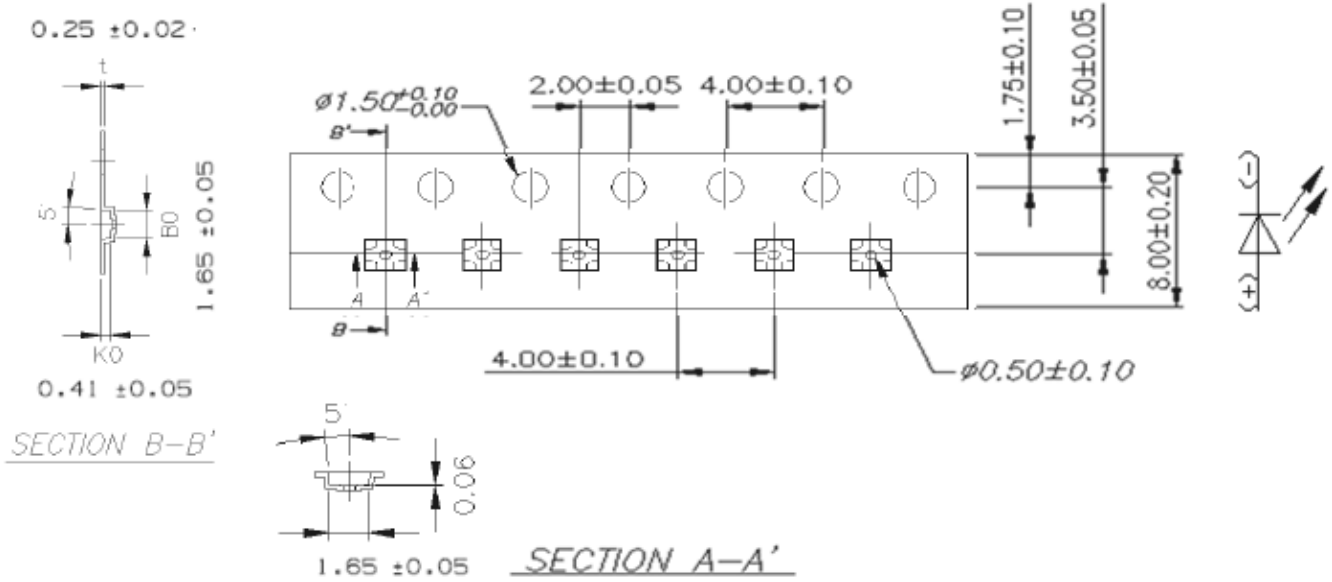 0.25 ±0.02
t
5°
B0
1.65 ±0.05
K0
0.41 ±0.05
SECTION B-B'
ø1.50+0.10-0.00
2.00±0.05
4.00±0.10
B'
A
A'
B
4.00±0.10
ø0.50±0.10
1.75±0.10
3.50±0.05
8.00±0.20
(-)
(+)
5°
0.06
1.65 ±0.05
SECTION A-A'